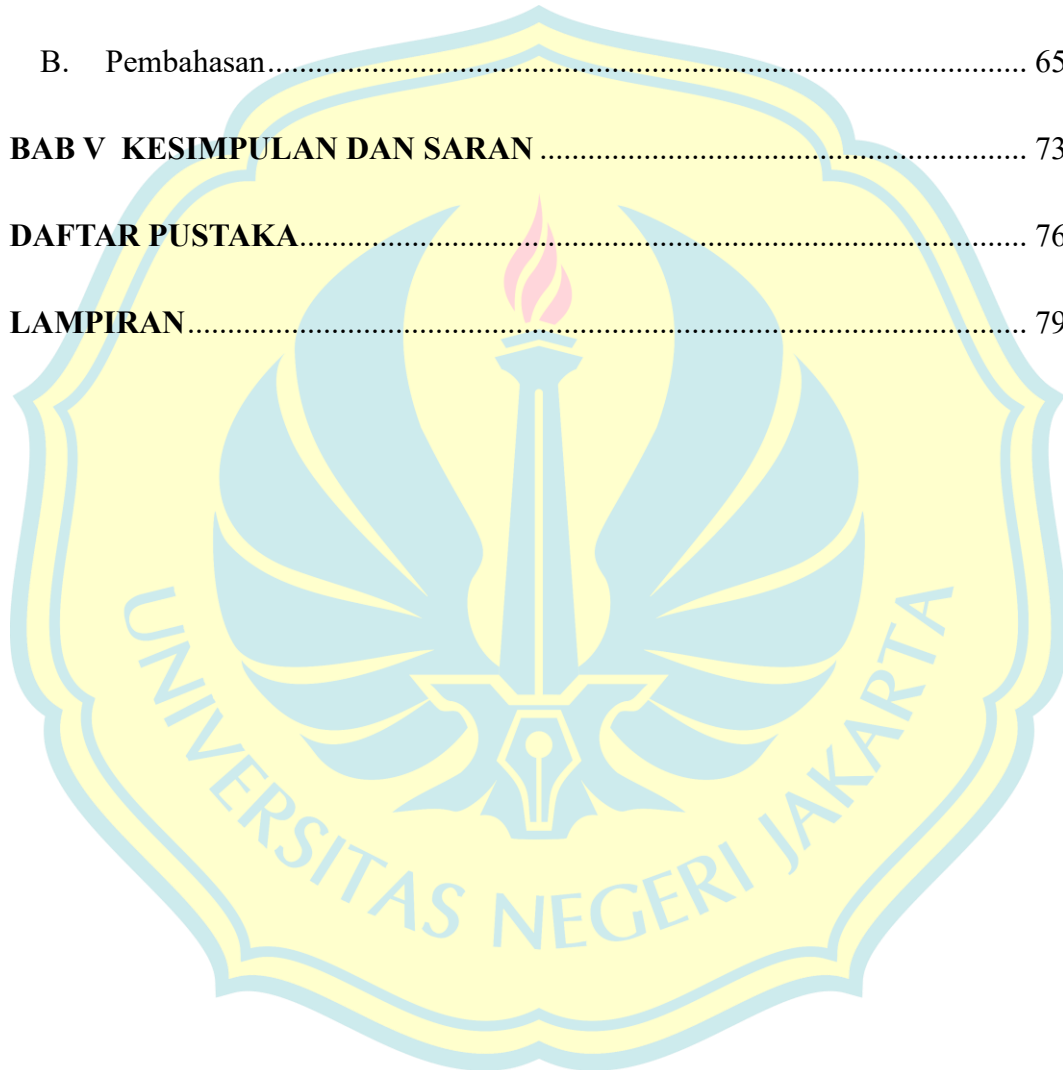 B. Pembahasan ........ 65
BAB V KESIMPULAN DAN SARAN ........ 73
DAFTAR PUSTAKA ........ 76
LAMPIRAN ........ 79
UNIVERSITAS NEGERI JAKARTA